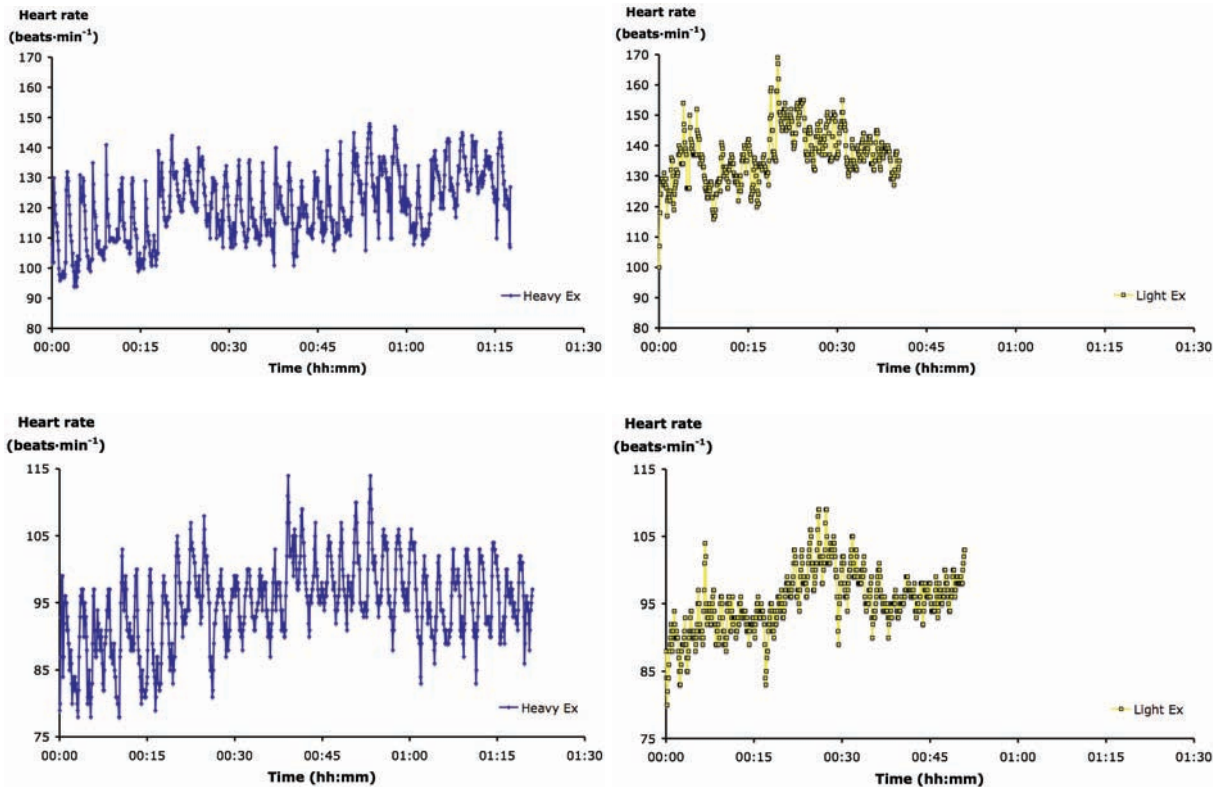 Heart rate
(beats·min⁻¹)
170
160
150
140
130
120
110
100
90
80
00:00 00:15 00:30 00:45 01:00 01:15 01:30
Time (hh:mm)
Heavy Ex
Heart rate
(beats·min⁻¹)
170
160
150
140
130
120
110
100
90
80
00:00 00:15 00:30 00:45 01:00 01:15 01:30
Time (hh:mm)
Light Ex
Heart rate
(beats·min⁻¹)
115
105
95
85
75
00:00 00:15 00:30 00:45 01:00 01:15 01:30
Time (hh:mm)
Heavy Ex
Heart rate
(beats·min⁻¹)
115
105
95
85
75
00:00 00:15 00:30 00:45 01:00 01:15 01:30
Time (hh:mm)
Light Ex